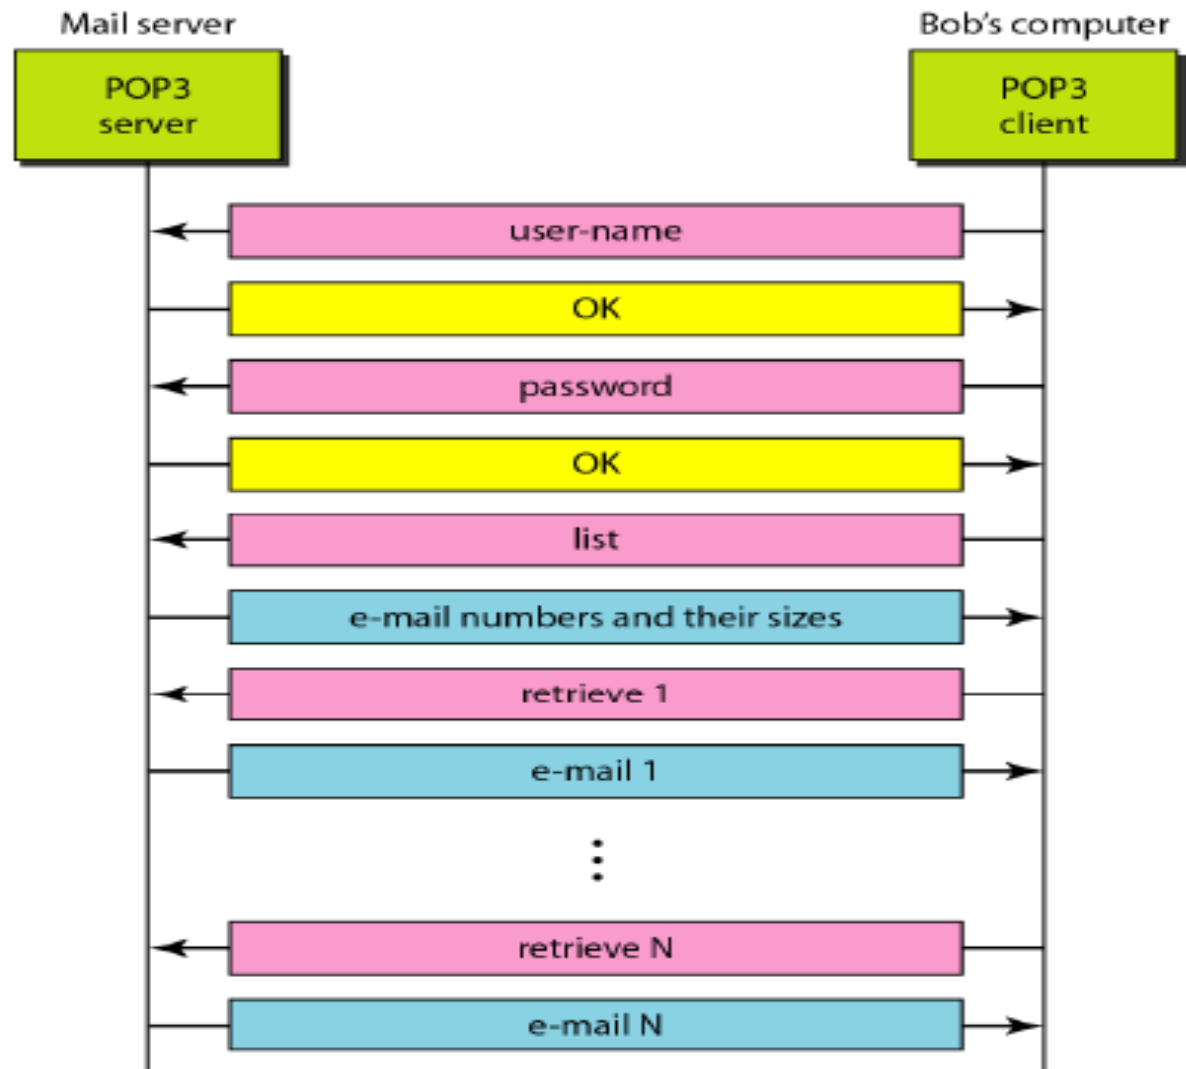 Mail server
Bob's computer
POP3
server
POP3
client
user-name
OK
password
OK
list
e-mail numbers and their sizes
retrieve 1
e-mail 1
retrieve N
e-mail N